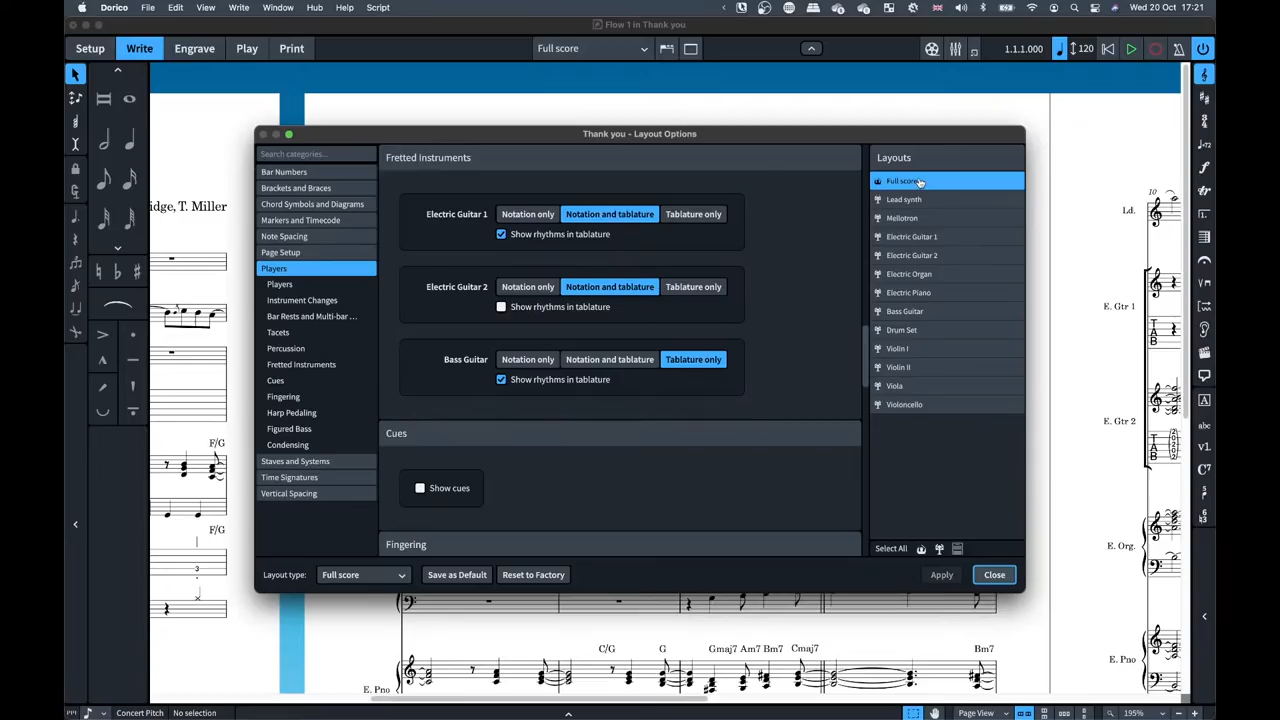 Dorico File Edit View Write Window Hub Help Script Wed 20 Oct 17:21
Flow 1 in Thank you
Setup Write Engrave Play Print Full score 1.1.1.000 120
Thank you - Layout Options
Search categories...
Bar Numbers
Brackets and Braces
Chord Symbols and Diagrams
Markers and Timecode
Note Spacing
Page Setup
Players
Players
Instrument Changes
Bar Rests and Multi-bar ...
Tacets
Percussion
Fretted Instruments
Cues
Fingering
Harp Pedaling
Figured Bass
Condensing
Staves and Systems
Time Signatures
Vertical Spacing
Fretted Instruments
Electric Guitar 1 Notation only Notation and tablature Tablature only
Show rhythms in tablature
Electric Guitar 2 Notation only Notation and tablature Tablature only
Show rhythms in tablature
Bass Guitar Notation only Notation and tablature Tablature only
Show rhythms in tablature
Cues
Show cues
Fingering
Layouts
Full score
Lead synth
Mellotron
Electric Guitar 1
Electric Guitar 2
Electric Organ
Electric Piano
Bass Guitar
Drum Set
Violin I
Violin II
Viola
Violoncello
Select All
Layout type: Full score Save as Default Reset to Factory Apply Close
idge, T. Miller
F/G
F/G
3
10
Ld.
E. Gtr 1
E. Gtr 2
E. Org.
E. Pno
C/G G Gmaj7 Am7 Bm7 Cmaj7 Bm7
E. Pno
Concert Pitch No selection Page View 195%